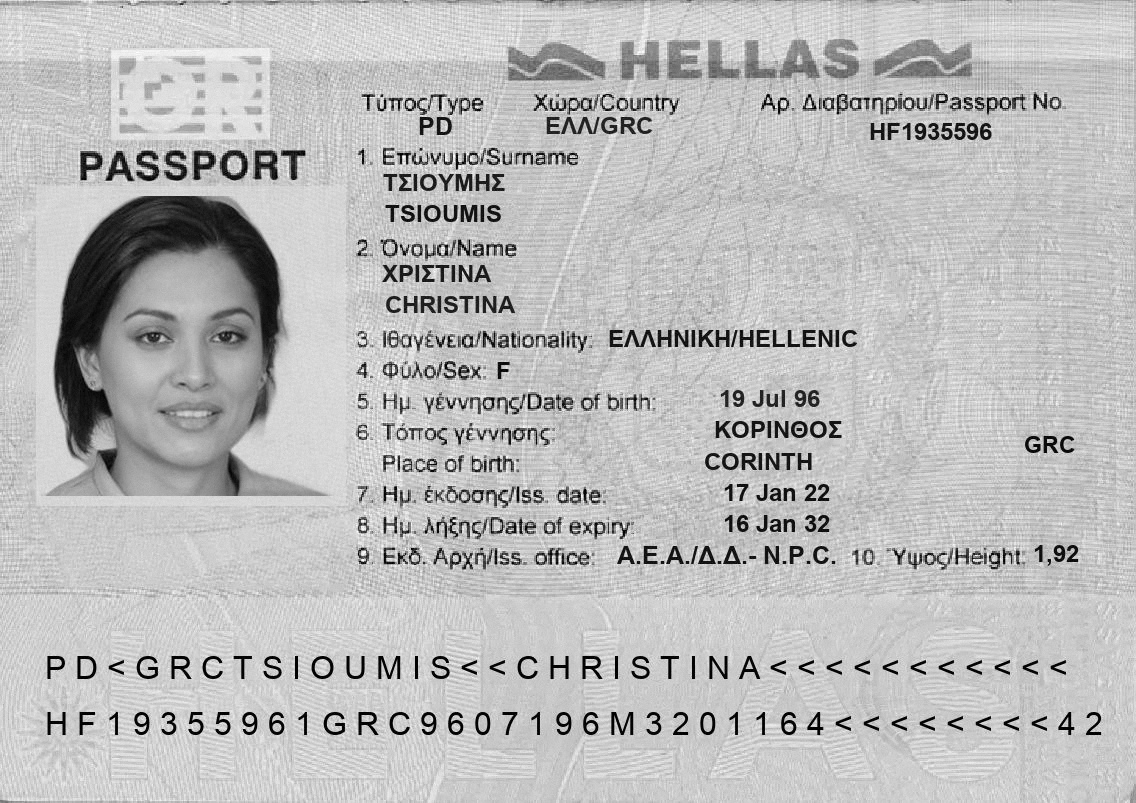 GR
PASSPORT
HELLAS
Τύπος/Type Χώρα/Country Αρ. Διαβατηρίου/Passport No.
PD ΕΛΛ/GRC HF1935596
1. Επώνυμο/Surname
ΤΣΙΟΥΜΗΣ
TSIOUMIS
2. Όνομα/Name
ΧΡΙΣΤΙΝΑ
CHRISTINA
3. Ιθαγένεια/Nationality: ΕΛΛΗΝΙΚΗ/HELLENIC
4. Φύλο/Sex: F
5. Ημ. γέννησης/Date of birth: 19 Jul 96
6. Τόπος γέννησης: ΚΟΡΙΝΘΟΣ
Place of birth: CORINTH GRC
7. Ημ. έκδοσης/Iss. date: 17 Jan 22
8. Ημ. λήξης/Date of expiry: 16 Jan 32
9. Εκδ. Αρχή/Iss. office: Α.Ε.Α./Δ.Δ.- N.P.C. 10. Ύψος/Height: 1,92
HELLAS
PD<GRCTSIOUMIS<<CHRISTINA<<<<<<<<<<<
HF19355961GRC9607196M3201164<<<<<<<<42